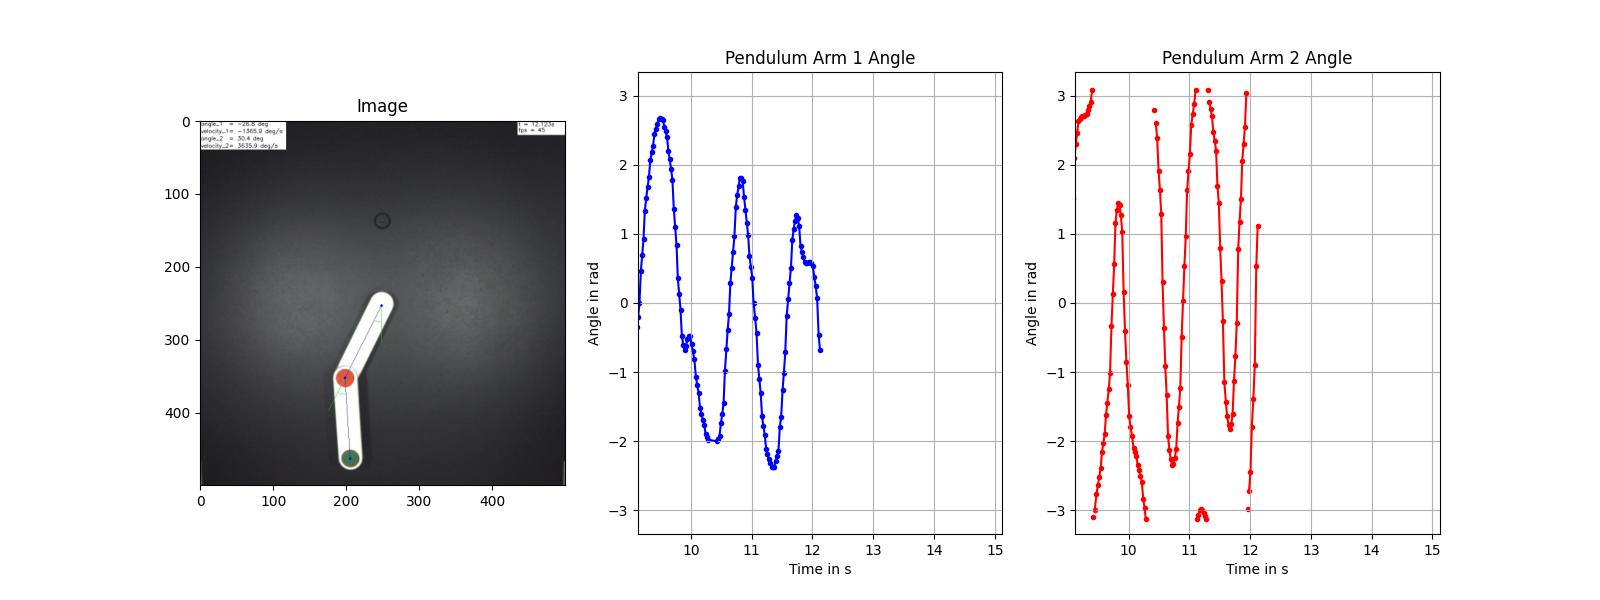 Image
angle_1 = -26.8 deg
velocity_1= -1365.9 deg/s
angle_2 = 30.4 deg
velocity_2= 3635.9 deg/s
t = 12.123s
fps = 45
0
100
200
300
400
0 100 200 300 400
Pendulum Arm 1 Angle
Angle in rad
3
2
1
0
−1
−2
−3
10 11 12 13 14 15
Time in s
Pendulum Arm 2 Angle
Angle in rad
3
2
1
0
−1
−2
−3
10 11 12 13 14 15
Time in s